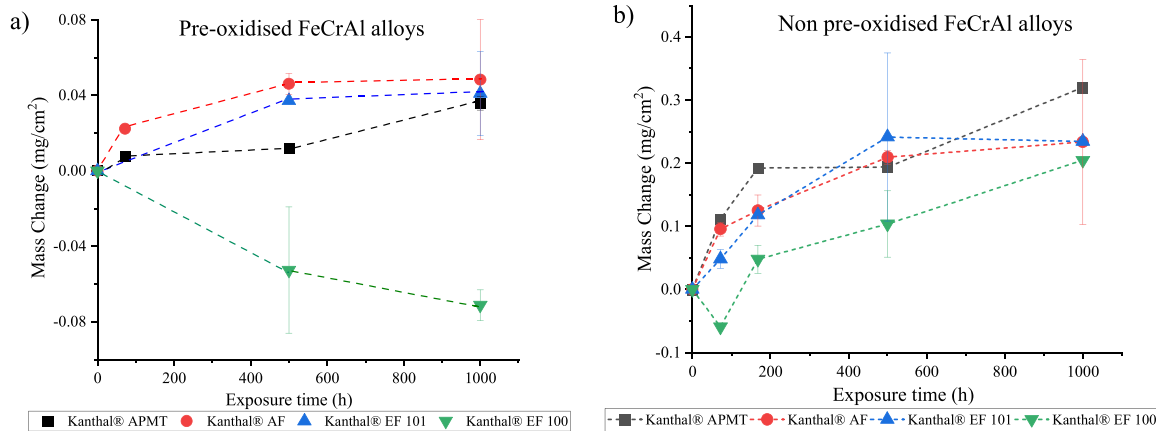 a)
Pre-oxidised FeCrAl alloys
0.08
0.04
0.00
-0.04
-0.08
Mass Change (mg/cm²)
0 200 400 600 800 1000
Exposure time (h)
Kanthal® APMT Kanthal® AF Kanthal® EF 101 Kanthal® EF 100
b)
Non pre-oxidised FeCrAl alloys
0.4
0.3
0.2
0.1
0.0
-0.1
Mass Change (mg/cm²)
0 200 400 600 800 1000
Exposure time (h)
Kanthal® APMT Kanthal® AF Kanthal® EF 101 Kanthal® EF 100